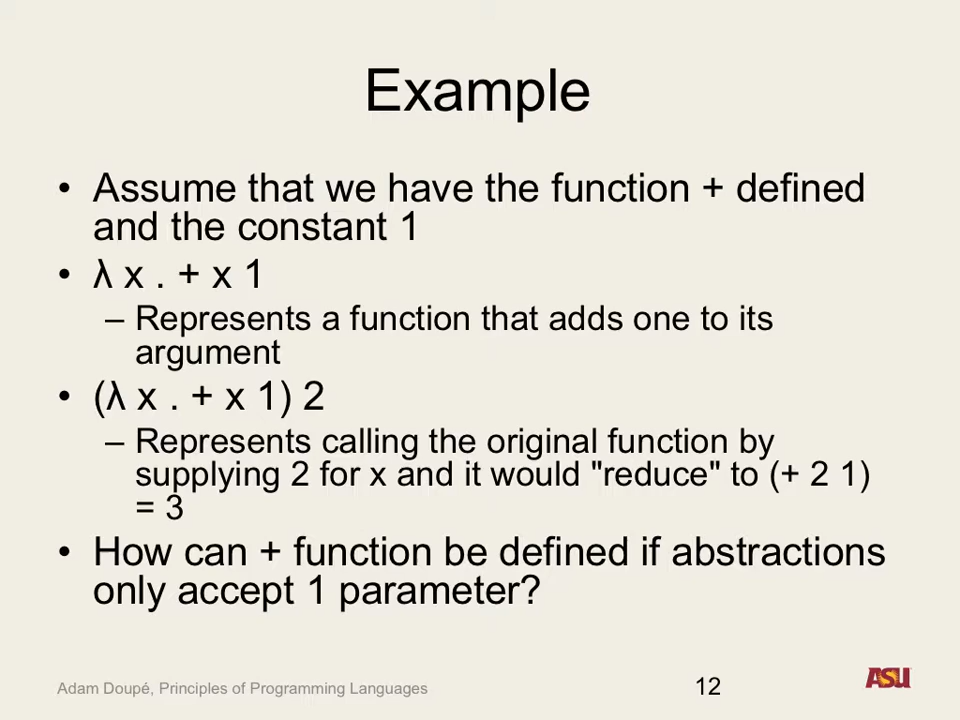 Example
• Assume that we have the function + defined
and the constant 1
• λ x . + x 1
– Represents a function that adds one to its
argument
• (λ x . + x 1) 2
– Represents calling the original function by
supplying 2 for x and it would "reduce" to (+ 2 1)
= 3
• How can + function be defined if abstractions
only accept 1 parameter?
Adam Doupé, Principles of Programming Languages
12
ASU